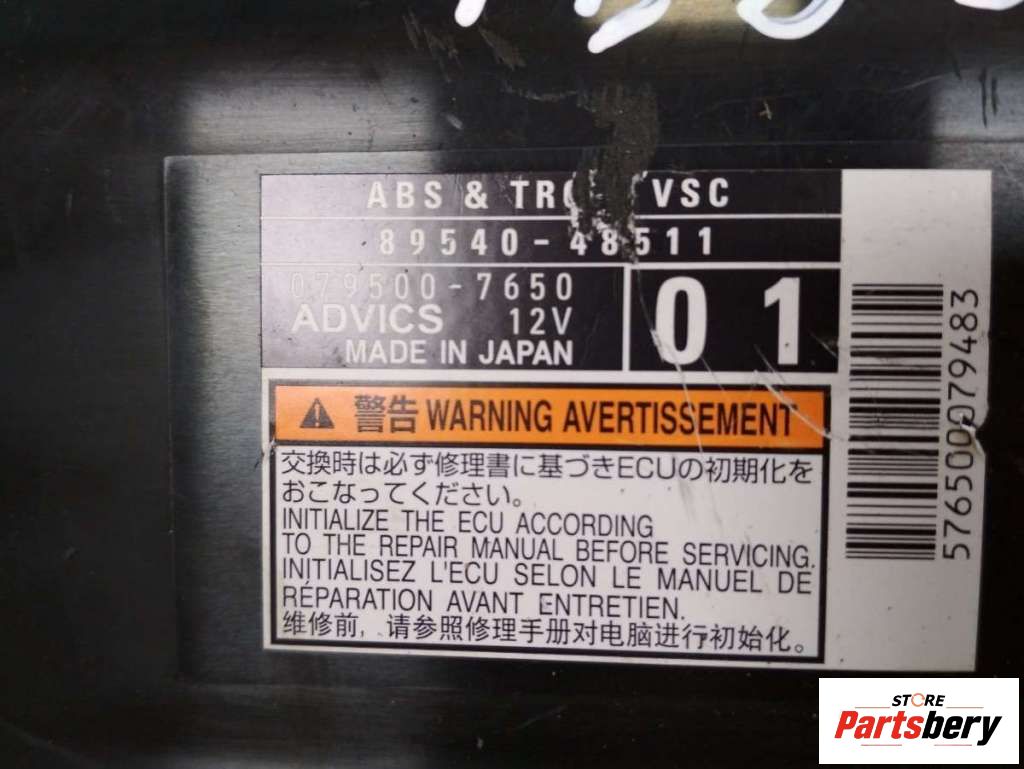 ABS & VSC
89540-48511
079500-7650
ADVICS 12V
MADE IN JAPAN
01
警告 WARNING AVERTISSEMENT
交換時は必ず修理書に基づきECUの初期化を
おこなってください。
INITIALIZE THE ECU ACCORDING
TO THE REPAIR MANUAL BEFORE SERVICING.
INITIALISEZ L'ECU SELON LE MANUEL DE
RÉPARATION AVANT ENTRETIEN.
维修前，请参照修理手册对电脑进行初始化。
5765000079483
STORE
Partsbery